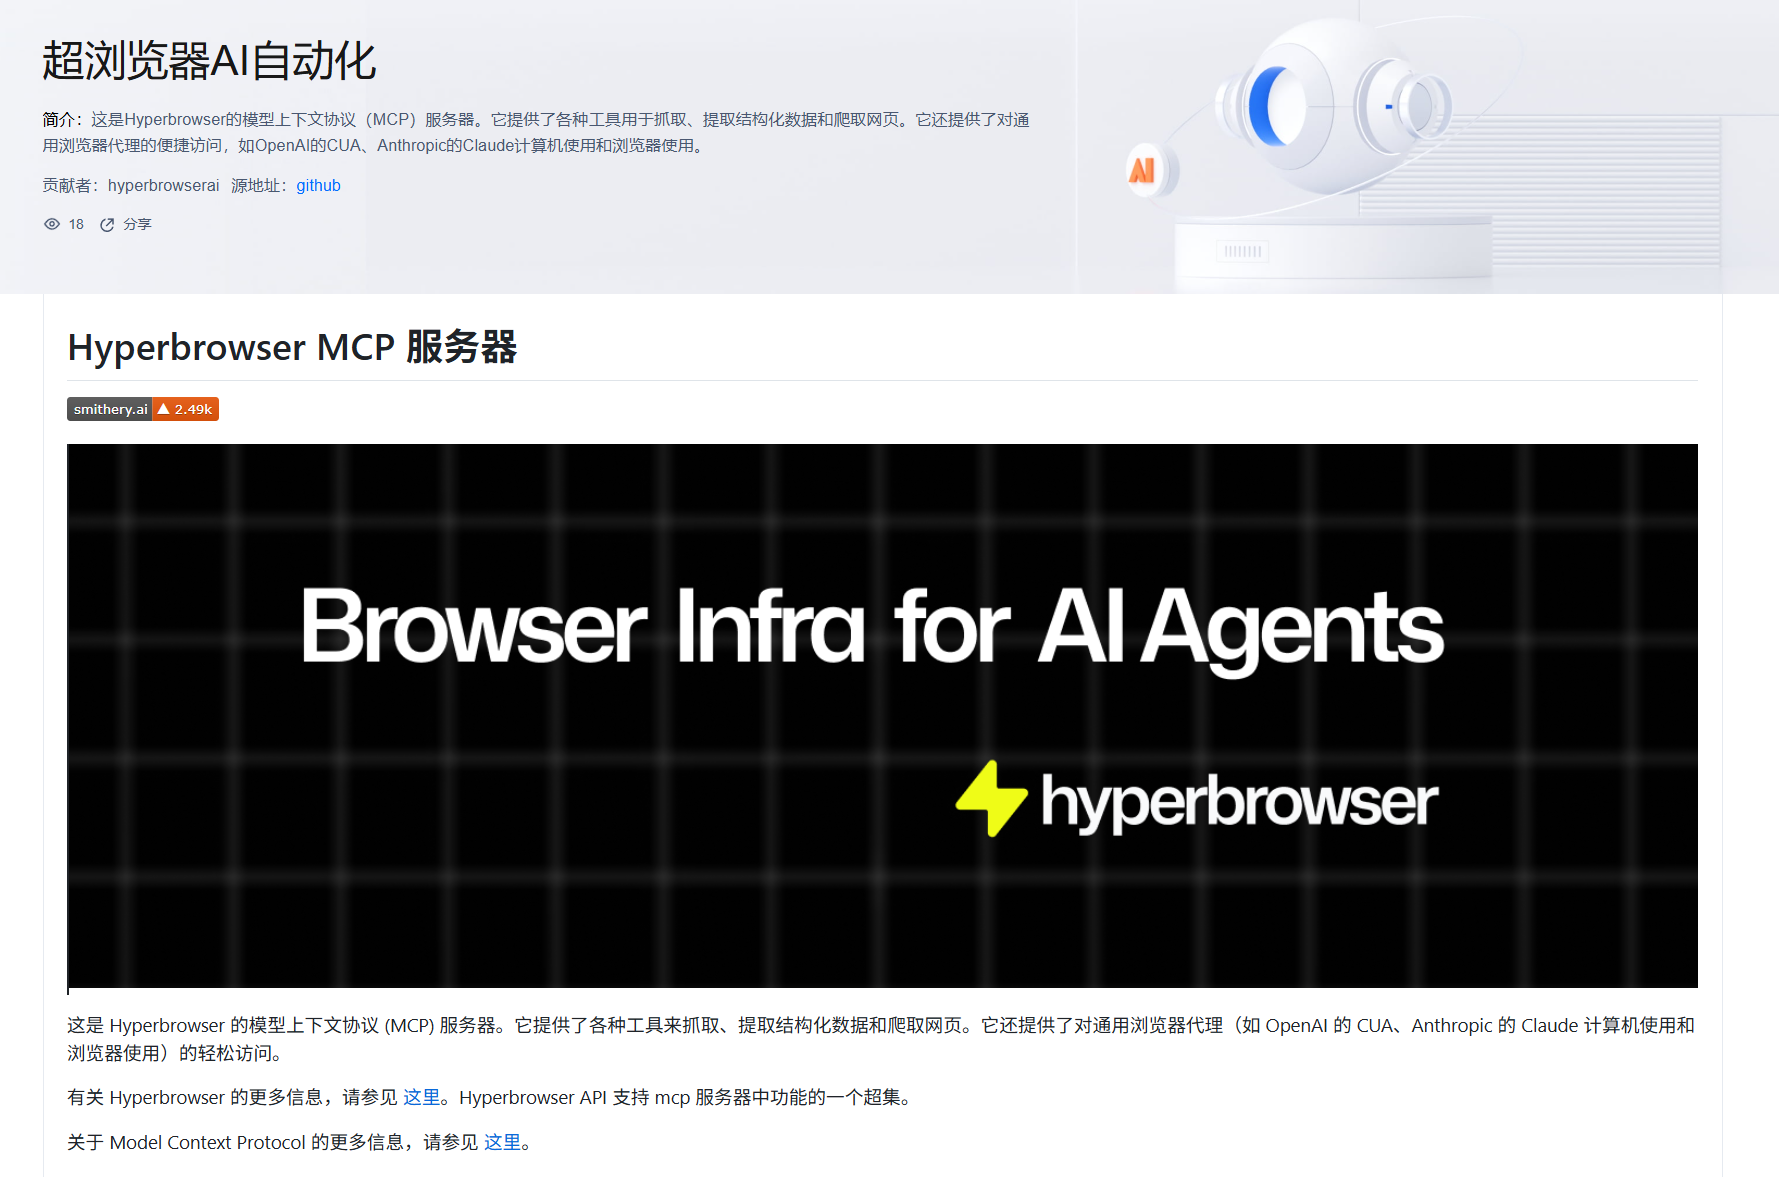 超浏览器AI自动化
简介：这是Hyperbrowser的模型上下文协议（MCP）服务器。它提供了各种工具用于抓取、提取结构化数据和爬取网页。它还提供了对通
用浏览器代理的便捷访问，如OpenAI的CUA、Anthropic的Claude计算机使用和浏览器使用。
贡献者：hyperbrowserai 源地址：github
18 分享
AI
Hyperbrowser MCP 服务器
smithery.ai ▲ 2.49k
Browser Infra for AI Agents
hyperbrowser
这是 Hyperbrowser 的模型上下文协议 (MCP) 服务器。它提供了各种工具来抓取、提取结构化数据和爬取网页。它还提供了对通用浏览器代理（如 OpenAI 的 CUA、Anthropic 的 Claude 计算机使用和
浏览器使用）的轻松访问。
有关 Hyperbrowser 的更多信息，请参见 这里。Hyperbrowser API 支持 mcp 服务器中功能的一个超集。
关于 Model Context Protocol 的更多信息，请参见 这里。